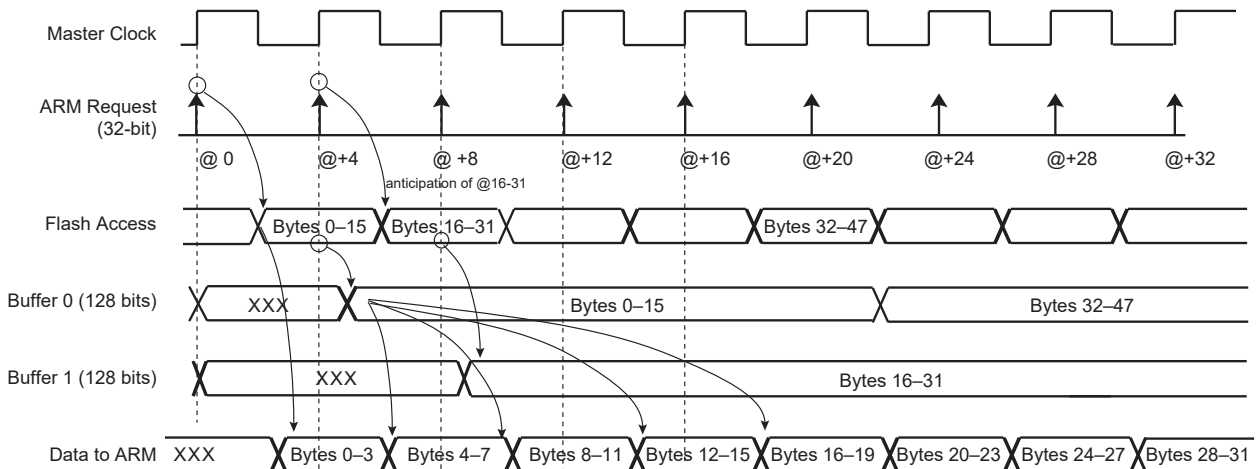 Master Clock
ARM Request
(32-bit)
@ 0 @+4 @ +8 @+12 @+16 @+20 @+24 @+28 @+32
anticipation of @16-31
Flash Access Bytes 0–15 Bytes 16–31 Bytes 32–47
Buffer 0 (128 bits) XXX Bytes 0–15 Bytes 32–47
Buffer 1 (128 bits) XXX Bytes 16–31
Data to ARM XXX Bytes 0–3 Bytes 4–7 Bytes 8–11 Bytes 12–15 Bytes 16–19 Bytes 20–23 Bytes 24–27 Bytes 28–31